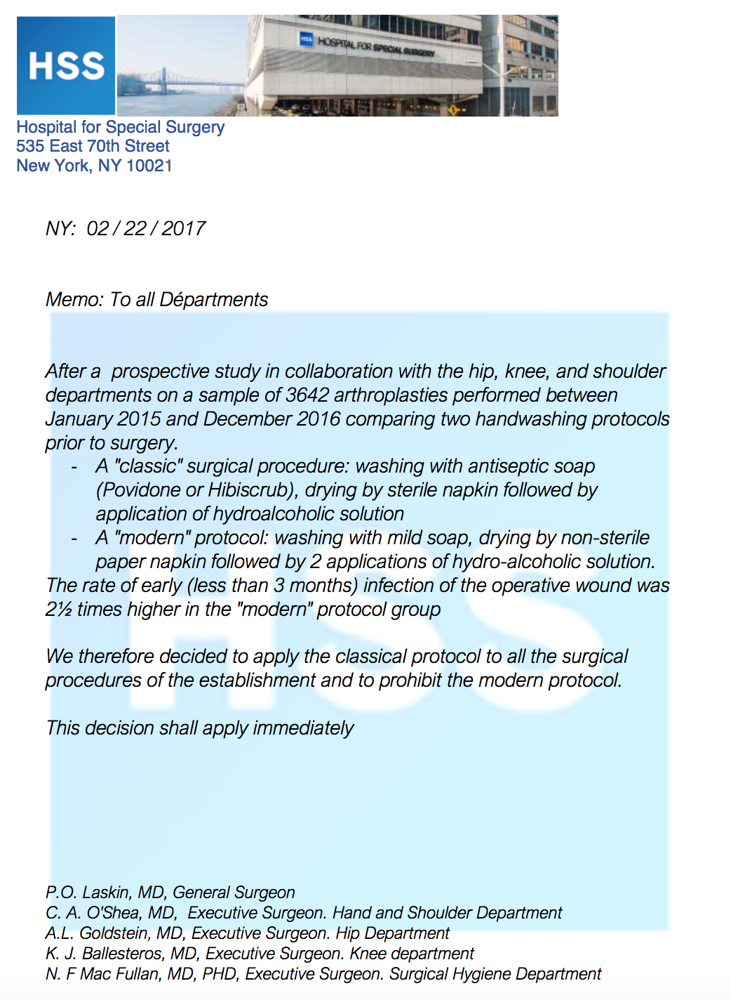 HSS
HSS HOSPITAL FOR SPECIAL SURGERY
Hospital for Special Surgery
535 East 70th Street
New York, NY 10021
NY:  02 / 22 / 2017
Memo: To all Départments
After a  prospective study in collaboration with the hip, knee, and shoulder
departments on a sample of 3642 arthroplasties performed between
January 2015 and December 2016 comparing two handwashing protocols
prior to surgery.
- A "classic" surgical procedure: washing with antiseptic soap
(Povidone or Hibiscrub), drying by sterile napkin followed by
application of hydroalcoholic solution
- A "modern" protocol: washing with mild soap, drying by non-sterile
paper napkin followed by 2 applications of hydro-alcoholic solution.
The rate of early (less than 3 months) infection of the operative wound was
2½ times higher in the "modern" protocol group
HSS
We therefore decided to apply the classical protocol to all the surgical
procedures of the establishment and to prohibit the modern protocol.
This decision shall apply immediately
P.O. Laskin, MD, General Surgeon
C. A. O'Shea, MD,  Executive Surgeon. Hand and Shoulder Department
A.L. Goldstein, MD, Executive Surgeon. Hip Department
K. J. Ballesteros, MD, Executive Surgeon. Knee department
N. F Mac Fullan, MD, PHD, Executive Surgeon. Surgical Hygiene Department